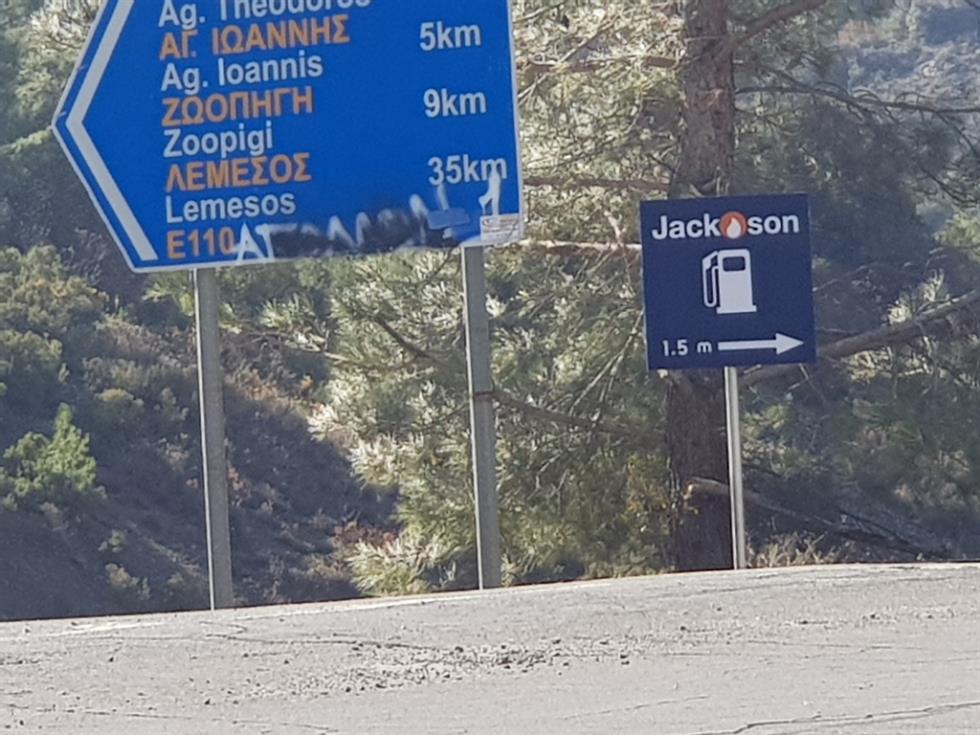 Ag. Theodoros
ΑΓ. ΙΩΑΝΝΗΣ 5km
Ag. Ioannis
ΖΩΟΠΗΓΗ 9km
Zoopigi
ΛΕΜΕΣΟΣ 35km
Lemesos
E110
Jackson
1.5 m